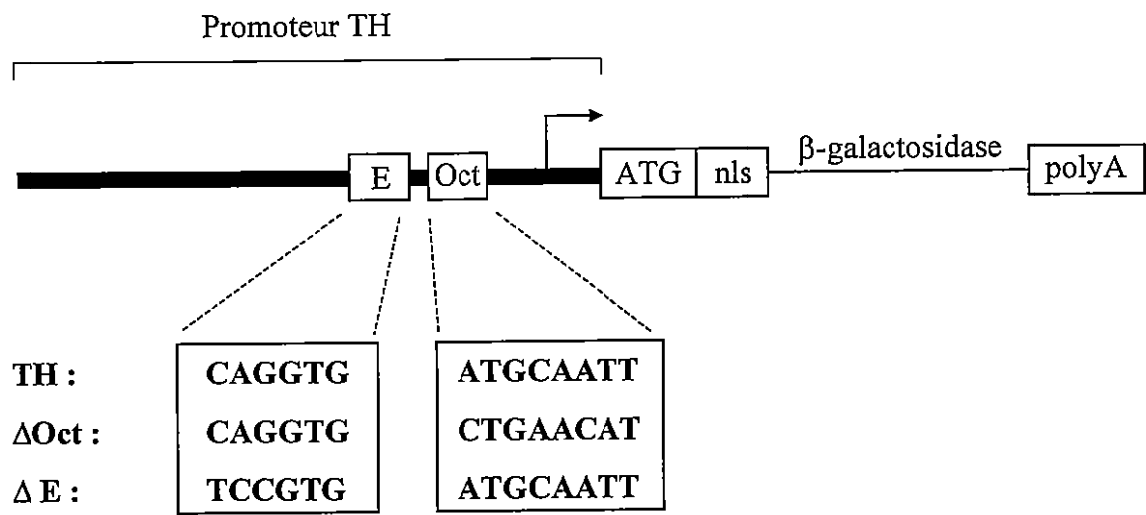 Promoteur TH
E Oct ATG nls β-galactosidase polyA
TH : CAGGTG ATGCAATT
ΔOct : CAGGTG CTGAACAT
Δ E : TCCGTG ATGCAATT